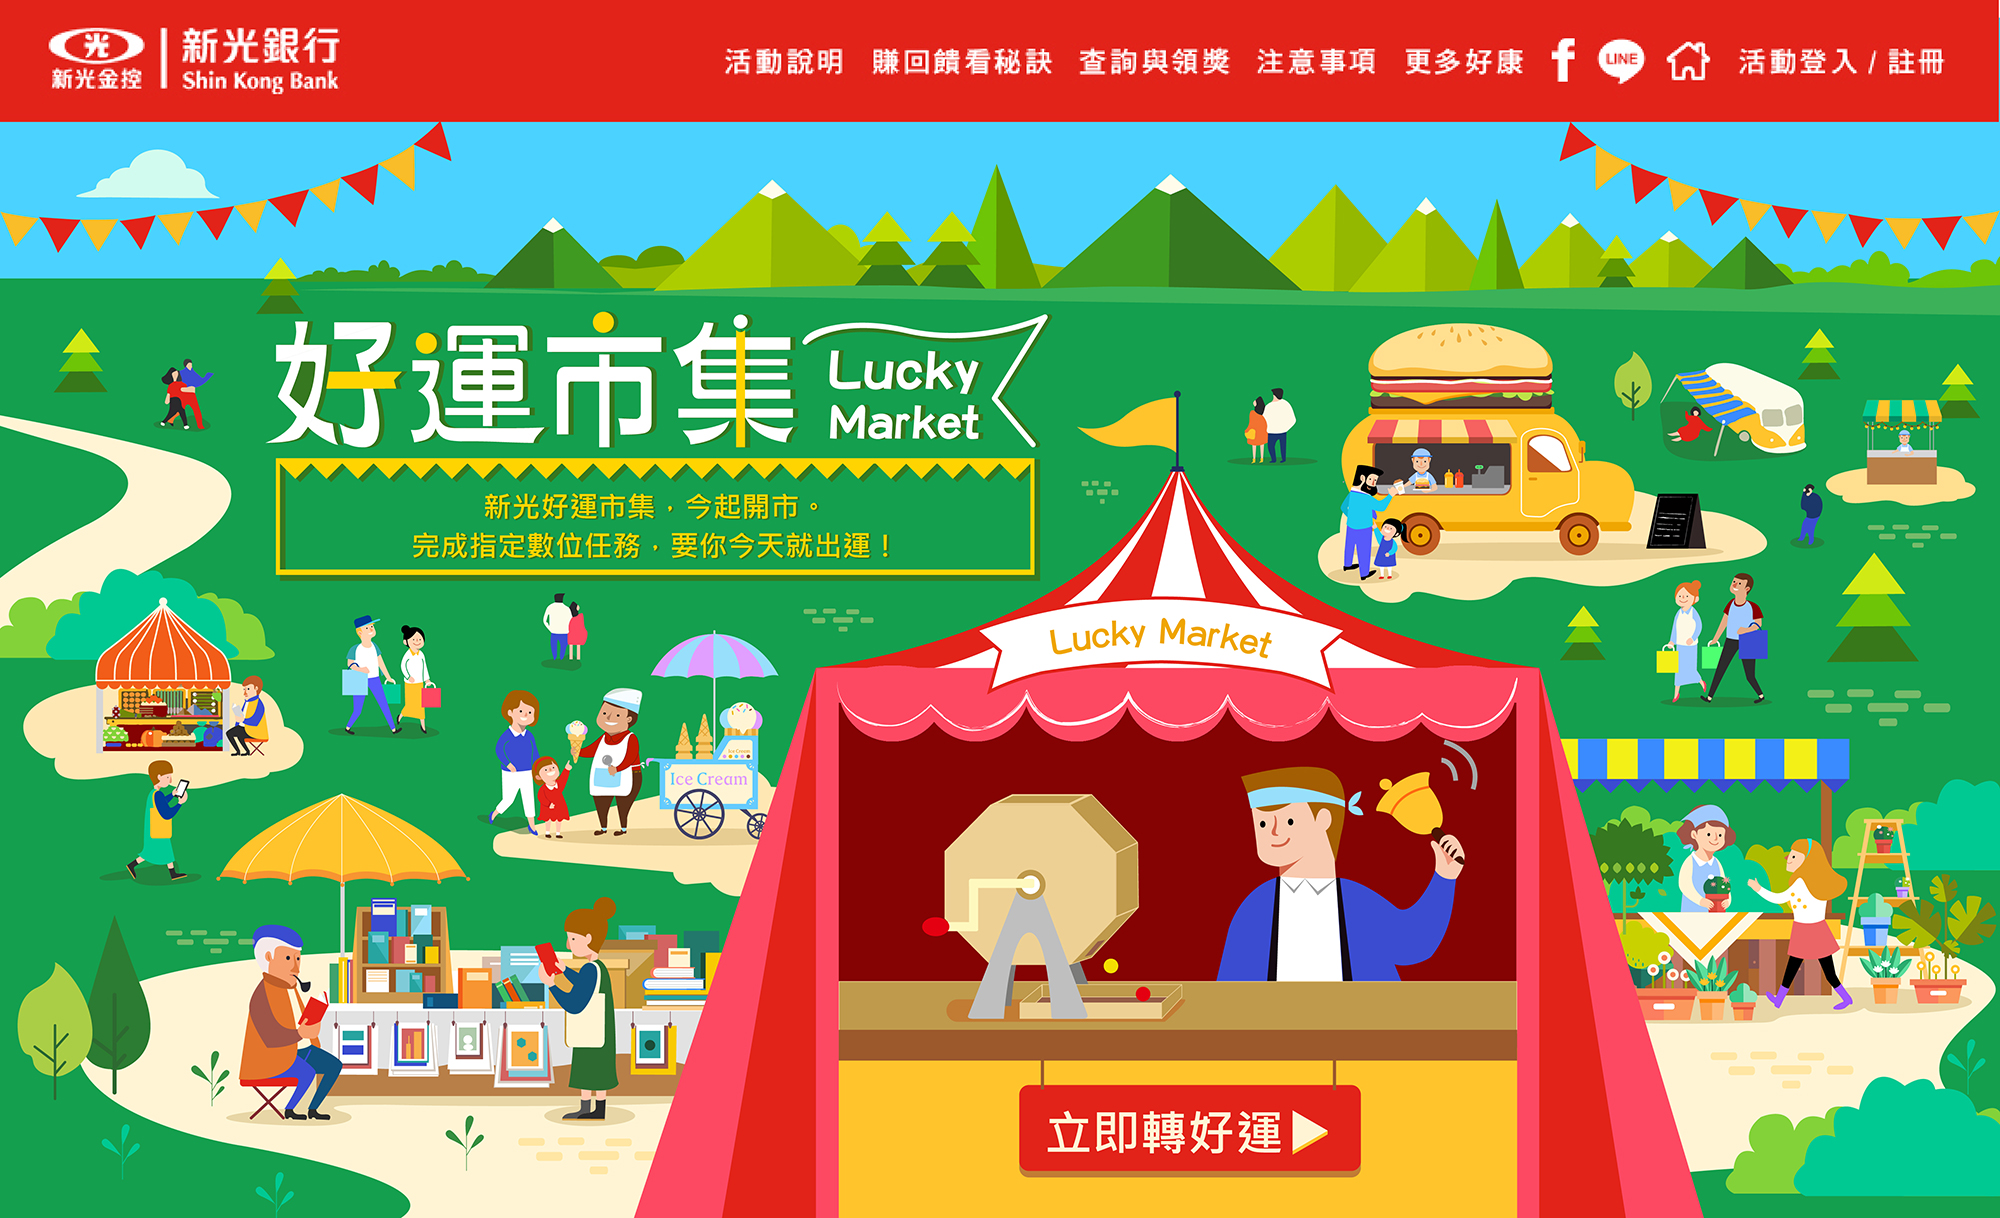 光 新光金控
新光銀行
Shin Kong Bank
活動說明 賺回饋看秘訣 查詢與領獎 注意事項 更多好康 f LINE 活動登入 / 註冊
好運市集
Lucky
Market
新光好運市集，今起開市。
完成指定數位任務，要你今天就出運！
Lucky Market
Ice Cream
Ice Cream
立即轉好運